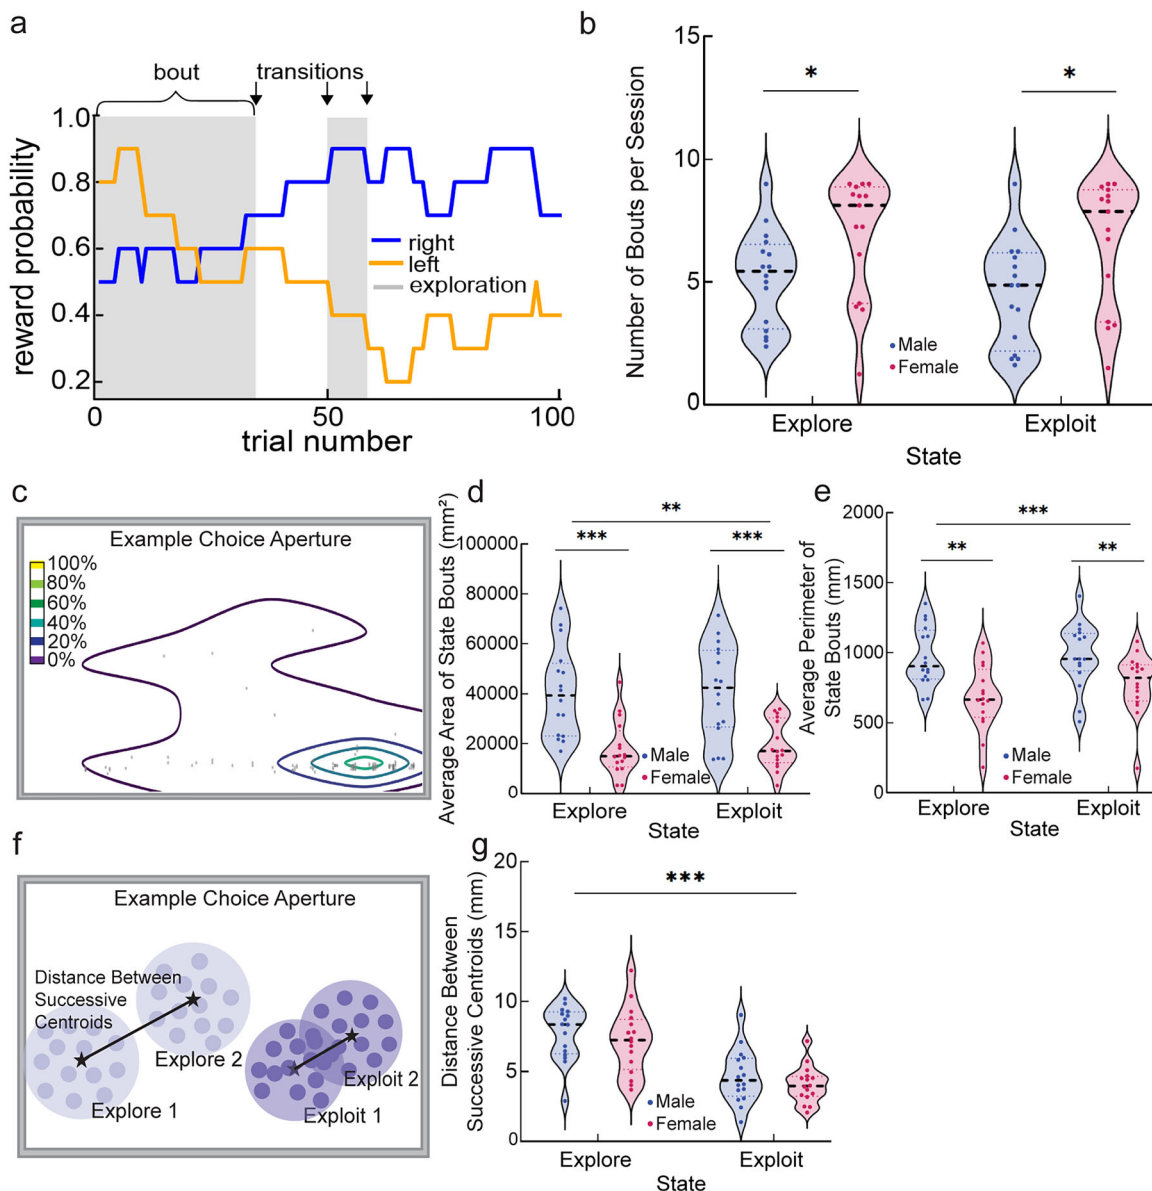 a
bout
transitions
1.0
0.8
0.6
0.4
0.2
reward probability
right
left
exploration
0
50
100
trial number
b
15
10
5
0
Number of Bouts per Session
*
*
Male
Female
Explore
Exploit
State
c
Example Choice Aperture
100%
80%
60%
40%
20%
0%
d
Average Area of State Bouts (mm²)
100000
80000
60000
40000
20000
0
**
***
***
Male
Female
Explore
Exploit
State
e
Average Perimeter of
State Bouts (mm)
2000
1500
1000
500
0
***
**
**
Male
Female
Explore
Exploit
State
f
Example Choice Aperture
Distance Between
Successive
Centroids
Explore 2
Explore 1
Exploit 2
Exploit 1
g
Distance Between
Successive Centroids (mm)
20
15
10
5
0
***
Male
Female
Explore
Exploit
State